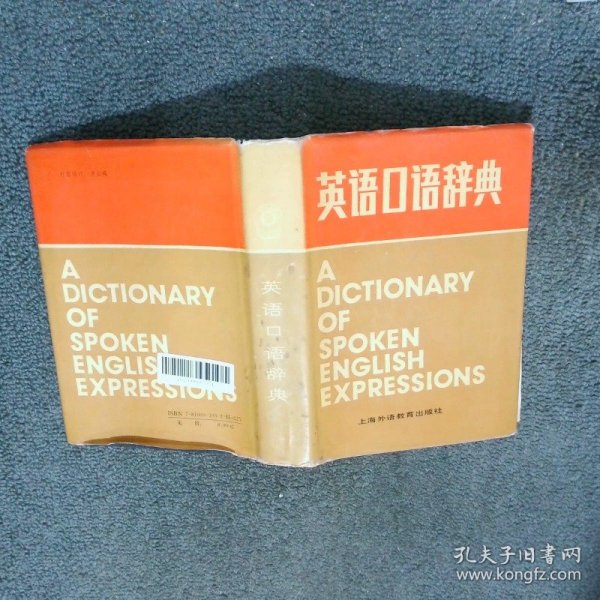 英语口语辞典
A
DICTIONARY
OF
SPOKEN
ENGLISH
EXPRESSIONS
上海外语教育出版社
英语口语辞典
A
DICTIONARY
OF
SPOKEN
ENGLISH
EXPRESSIONS
孔夫子旧书网
www.kongfz.com